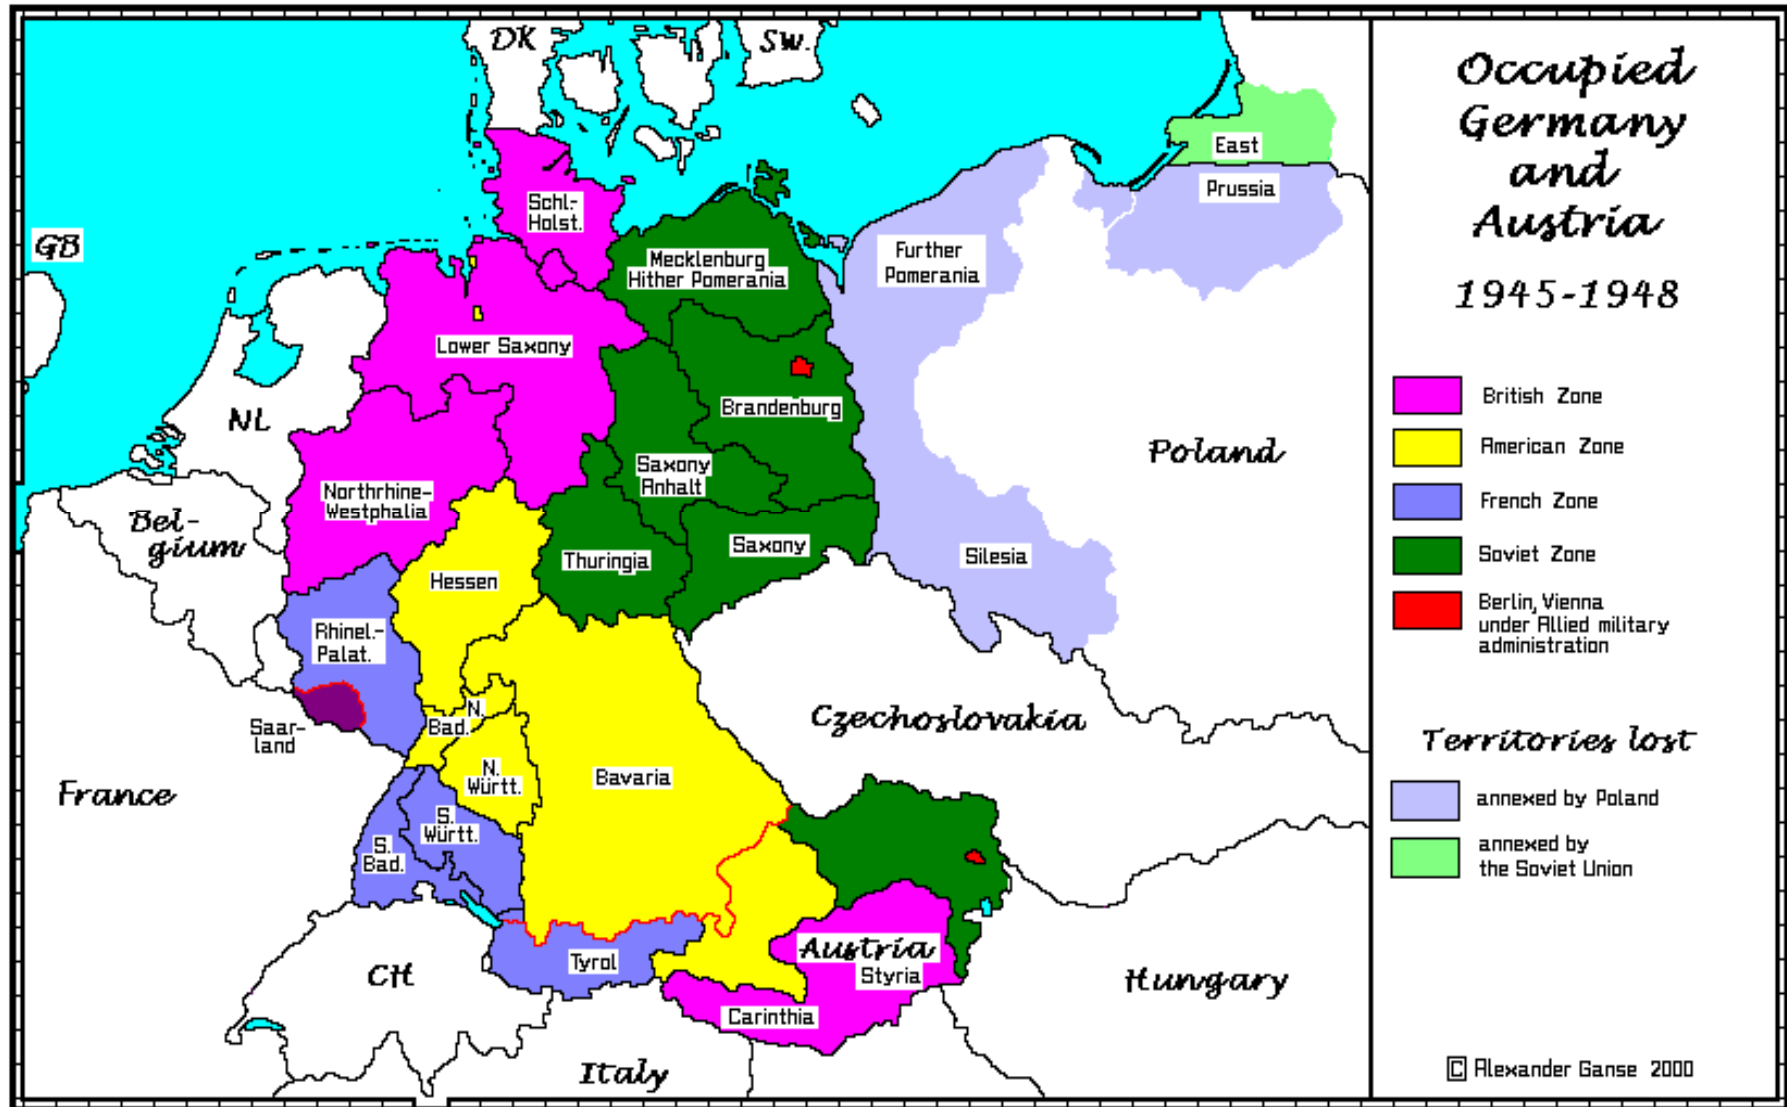 Occupied
Germany
and
Austria
1945-1948
British Zone
American Zone
French Zone
Soviet Zone
Berlin, Vienna
under Allied military
administration
Territories lost
annexed by Poland
annexed by
the Soviet Union
© Alexander Ganse 2000
DK
SW.
GB
East
Prussia
Schl.-
Holst.
Mecklenburg
Hither Pomerania
Further
Pomerania
Lower Saxony
Brandenburg
NL
Poland
Saxony
Anhalt
Northrhine-
Westphalia
Bel-
gium
Saxony
Thuringia
Silesia
Hessen
Rhinel.-
Palat.
Saar-
land
N.
Bad.
Czechoslovakia
France
N.
Württ.
Bavaria
S.
Württ.
S.
Bad.
Austria
Styria
Tyrol
CH
Hungary
Carinthia
Italy